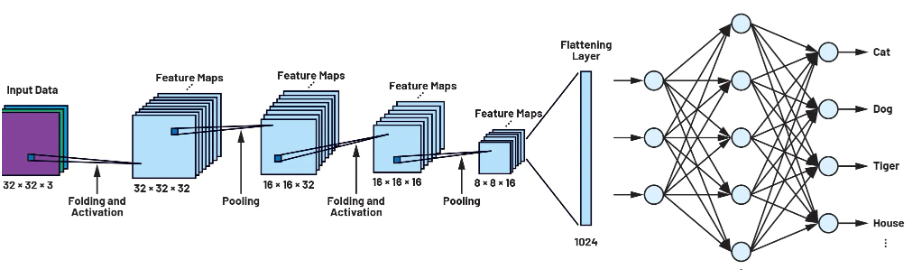 Input Data
32 × 32 × 3
Folding and
Activation
Feature Maps
32 × 32 × 32
Pooling
Feature Maps
16 × 16 × 32
Folding and
Activation
Feature Maps
16 × 16 × 16
Pooling
Feature Maps
8 × 8 × 16
Flattening
Layer
1024
Cat
Dog
Tiger
House